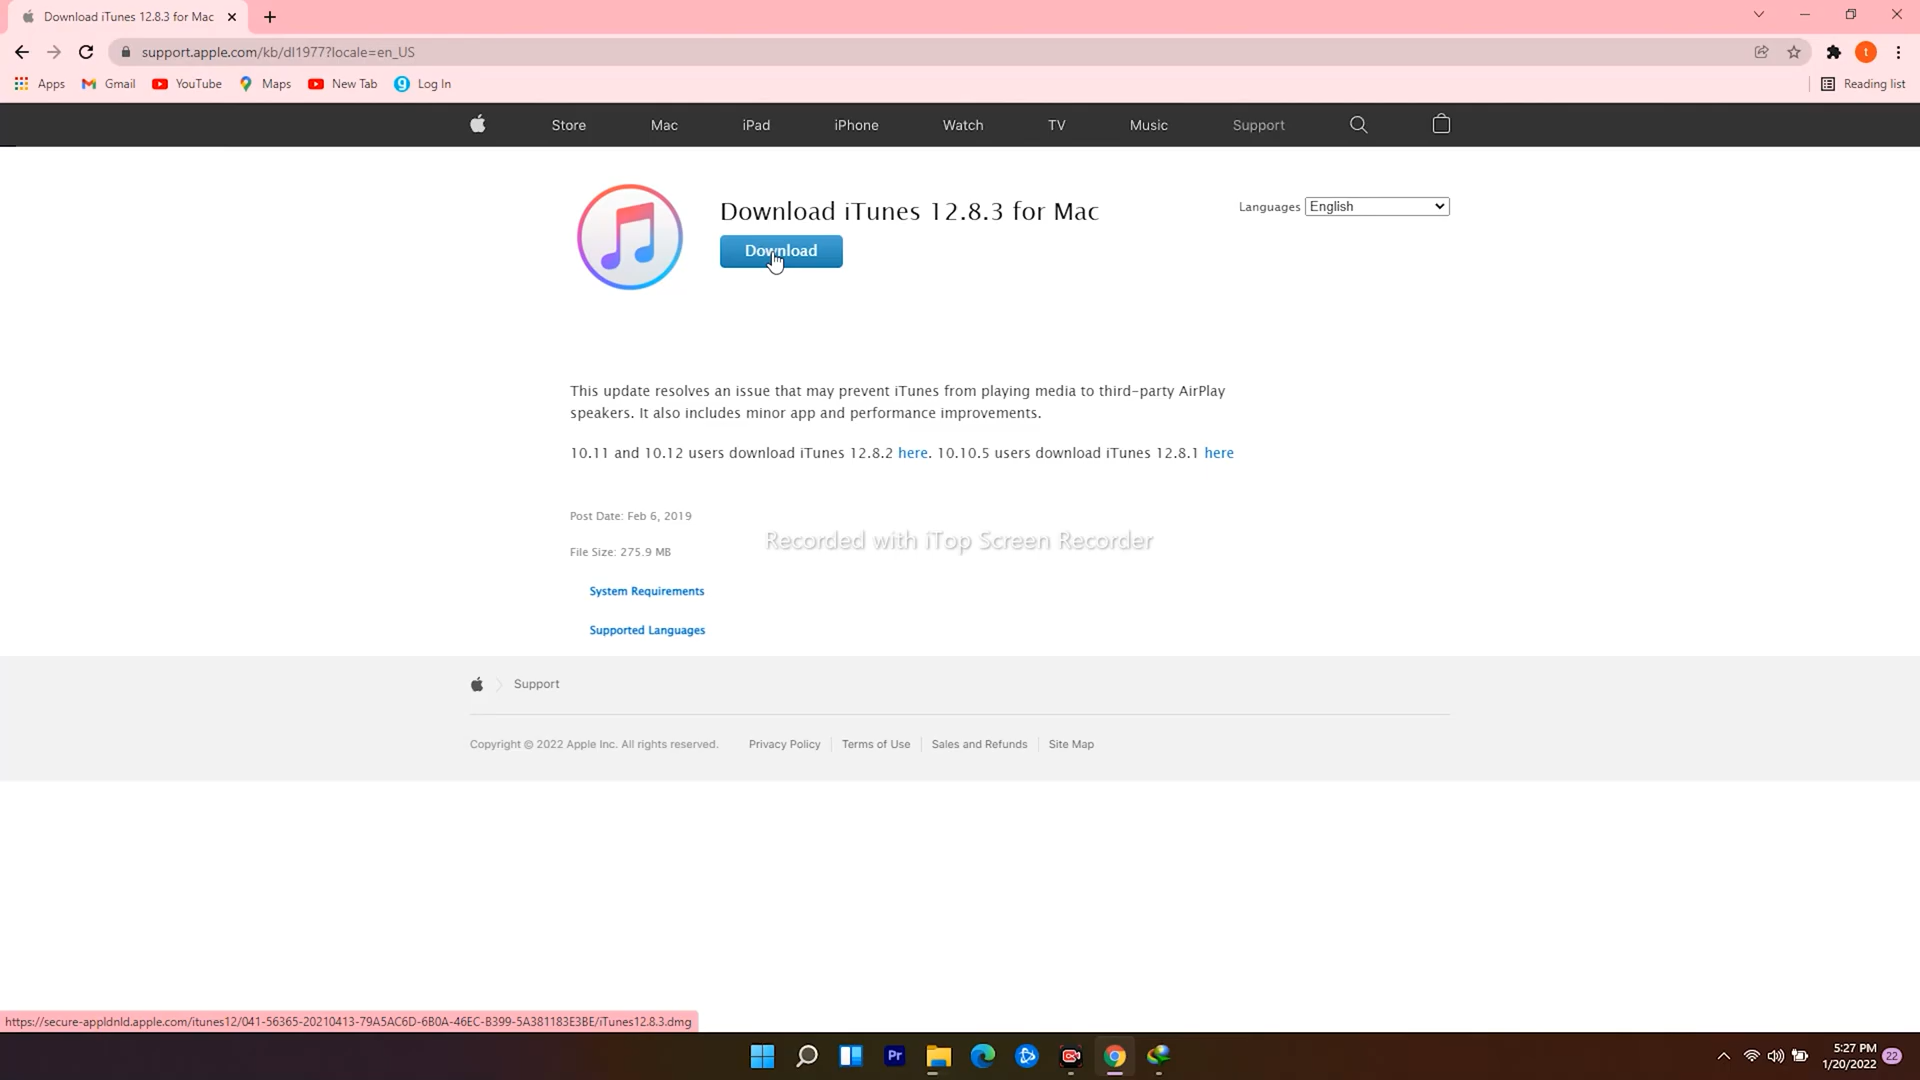 Download iTunes 12.8.3 for Mac
support.apple.com/kb/dl1977?locale=en_US
Apps Gmail YouTube Maps New Tab Log In Reading list
t
Store Mac iPad iPhone Watch TV Music Support
Download iTunes 12.8.3 for Mac
Languages English
Download
This update resolves an issue that may prevent iTunes from playing media to third-party AirPlay
speakers. It also includes minor app and performance improvements.
10.11 and 10.12 users download iTunes 12.8.2 here. 10.10.5 users download iTunes 12.8.1 here
Post Date: Feb 6, 2019
Recorded with iTop Screen Recorder
File Size: 275.9 MB
System Requirements
Supported Languages
Support
Copyright © 2022 Apple Inc. All rights reserved. Privacy Policy Terms of Use Sales and Refunds Site Map
https://secure-appldnld.apple.com/itunes12/041-56365-20210413-79A5AC6D-6B0A-46EC-B399-5A381183E3BE/iTunes12.8.3.dmg
Pr
5:27 PM
1/20/2022
22